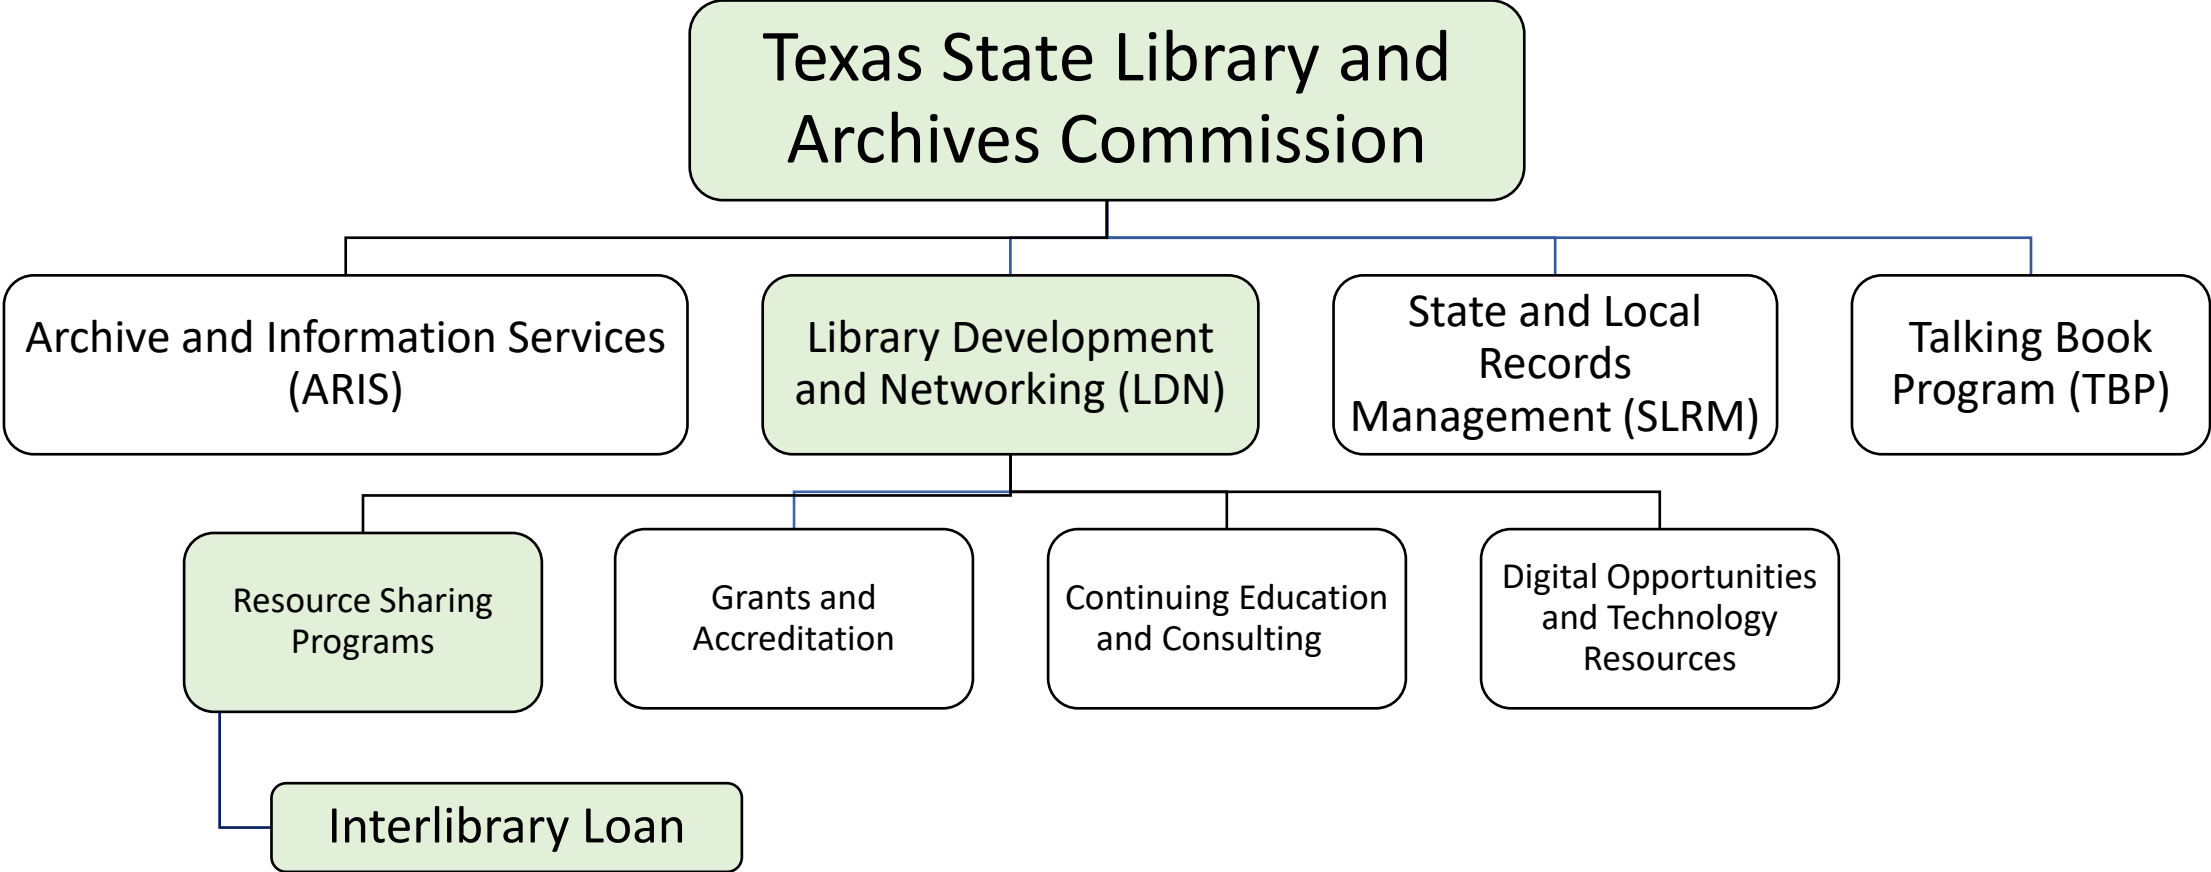 Texas State Library and
Archives Commission
Archive and Information Services
(ARIS)
Library Development
and Networking (LDN)
State and Local
Records
Management (SLRM)
Talking Book
Program (TBP)
Resource Sharing
Programs
Grants and
Accreditation
Continuing Education
and Consulting
Digital Opportunities
and Technology
Resources
Interlibrary Loan